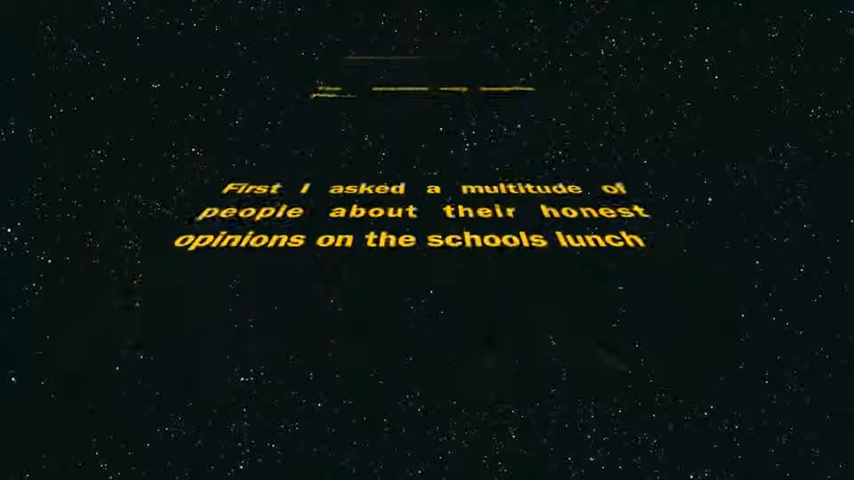 First I asked a multitude of
people about their honest
opinions on the schools lunch